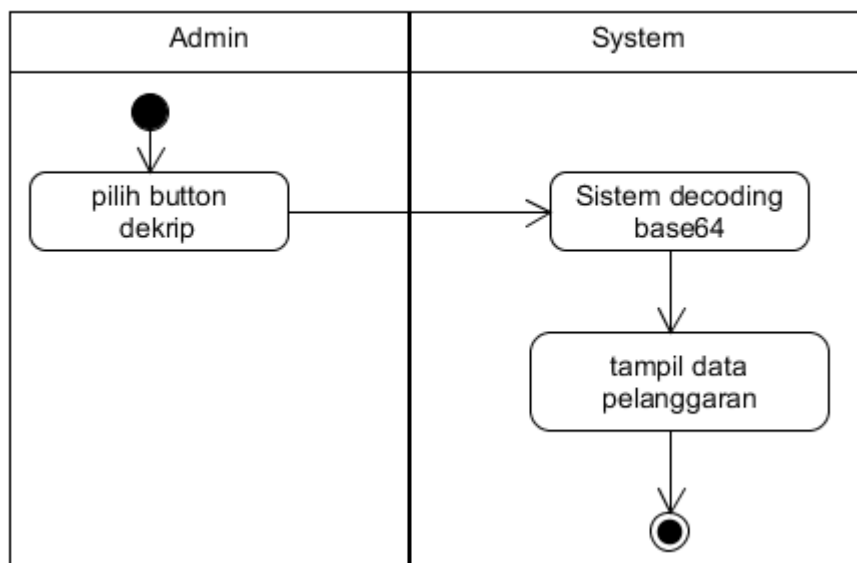 Admin
System
pilih button
dekrip
Sistem decoding
base64
tampil data
pelanggaran